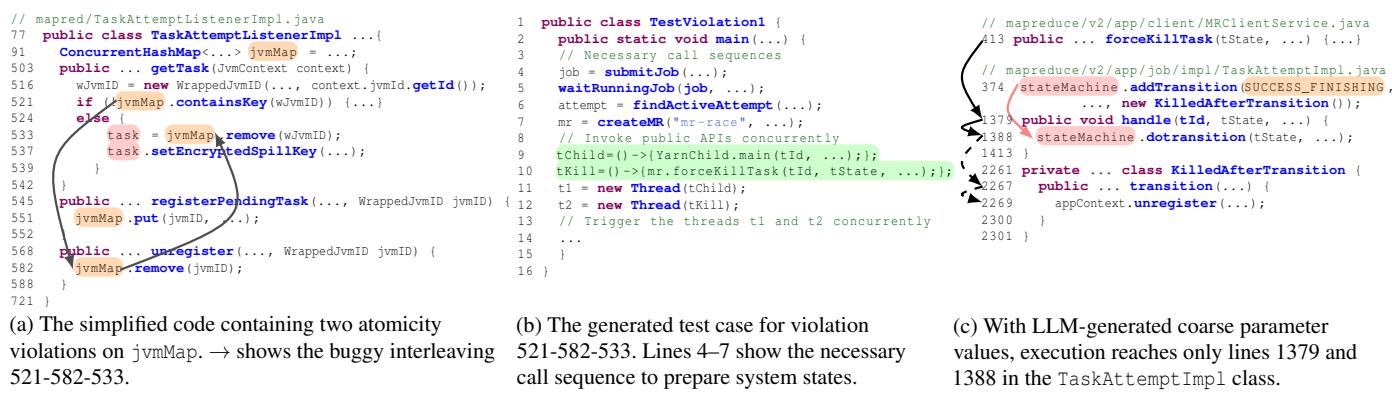 // mapred/TaskAttemptListenerImpl.java
77 public class TaskAttemptListenerImpl ...{
91 ConcurrentHashMap<...> jvmMap = ...;
503 public ... getTask(JvmContext context) {
516 wJvmID = new WrappedJvmID(..., context.jvmId.getId());
521 if (!jvmMap.containsKey(wJvmID)) {...}
524 else {
533 task = jvmMap.remove(wJvmID);
537 task.setEncryptedSpillKey(...);
539 }
542 }
545 public ... registerPendingTask(..., WrappedJvmID jvmID) {
551 jvmMap.put(jvmID, ...);
552
568 public ... unregister(..., WrappedJvmID jvmID) {
582 jvmMap.remove(jvmID);
588 }
721 }
(a) The simplified code containing two atomicity
violations on jvmMap. → shows the buggy interleaving
521-582-533.
1 public class TestViolation1 {
2 public static void main(...) {
3 // Necessary call sequences
4 job = submitJob(...);
5 waitRunningJob(job, ...);
6 attempt = findActiveAttempt(...);
7 mr = createMR("mr-race", ...);
8 // Invoke public APIs concurrently
9 tChild=()->{YarnChild.main(tId, ...);};
10 tKill=()->{mr.forceKillTask(tId, tState, ...);};
11 t1 = new Thread(tChild);
12 t2 = new Thread(tKill);
13 // Trigger the threads t1 and t2 concurrently
14 ...
15 }
16 }
(b) The generated test case for violation
521-582-533. Lines 4–7 show the necessary
call sequence to prepare system states.
// mapreduce/v2/app/client/MRClientService.java
413 public ... forceKillTask(tState, ...) {...}
// mapreduce/v2/app/job/impl/TaskAttemptImpl.java
374 stateMachine.addTransition(SUCCESS_FINISHING,
..., new KilledAfterTransition());
1379 public void handle(tId, tState, ...) {
1388 stateMachine.dotransition(tState, ...);
1413 }
2261 private ... class KilledAfterTransition {
2267 public ... transition(...) {
2269 appContext.unregister(...);
2300 }
2301 }
(c) With LLM-generated coarse parameter
values, execution reaches only lines 1379 and
1388 in the TaskAttemptImpl class.